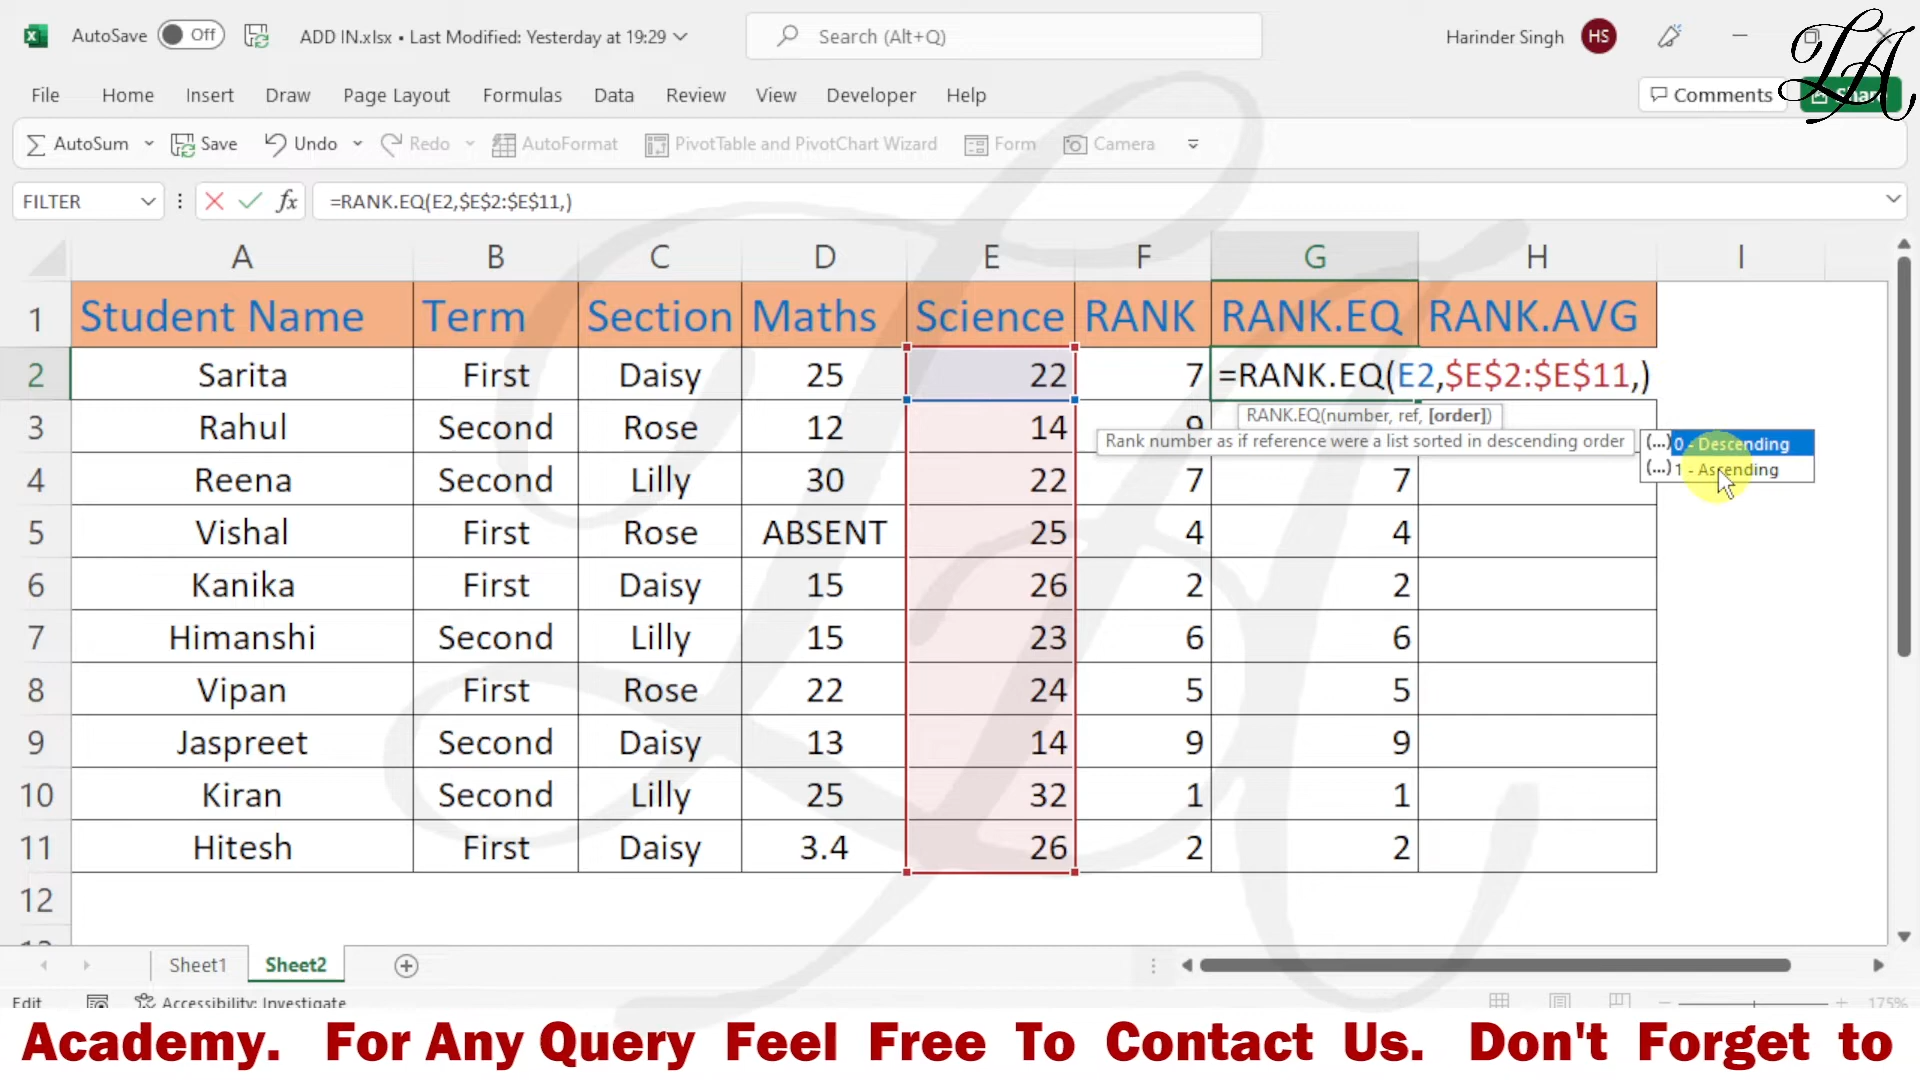 AutoSave Off ADD IN.xlsx • Last Modified: Yesterday at 19:29 Search (Alt+Q) Harinder Singh HS
File Home Insert Draw Page Layout Formulas Data Review View Developer Help Comments
LA
AutoSum Save Undo Redo AutoFormat PivotTable and PivotChart Wizard Form Camera
FILTER fx =RANK.EQ(E2,$E$2:$E$11,)
A B C D E F G H I
1 Student Name Term Section Maths Science RANK RANK.EQ RANK.AVG
2 Sarita First Daisy 25 22 7 =RANK.EQ(E2,$E$2:$E$11,)
RANK.EQ(number, ref, [order])
3 Rahul Second Rose 12 14
Rank number as if reference were a list sorted in descending order
(...) 0 - Descending
(...) 1 - Ascending
4 Reena Second Lilly 30 22 7 7
5 Vishal First Rose ABSENT 25 4 4
6 Kanika First Daisy 15 26 2 2
7 Himanshi Second Lilly 15 23 6 6
8 Vipan First Rose 22 24 5 5
9 Jaspreet Second Daisy 13 14 9 9
10 Kiran Second Lilly 25 32 1 1
11 Hitesh First Daisy 3.4 26 2 2
12
Sheet1 Sheet2
Edit Accessibility: Investigate 175%
Academy. For Any Query Feel Free To Contact Us. Don't Forget to